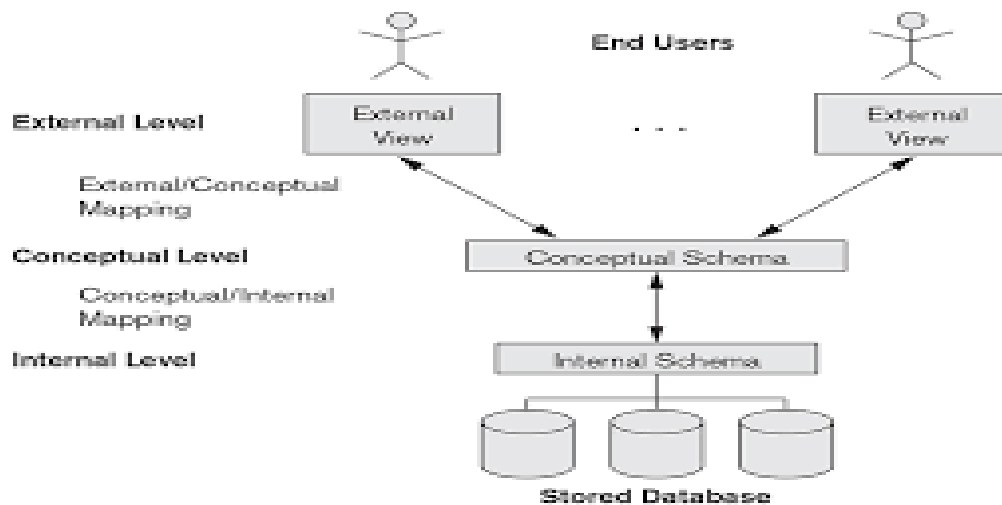 End Users
External Level
External
View
. . .
External
View
External/Conceptual
Mapping
Conceptual Level
Conceptual Schema
Conceptual/Internal
Mapping
Internal Level
Internal Schema
Stored Database